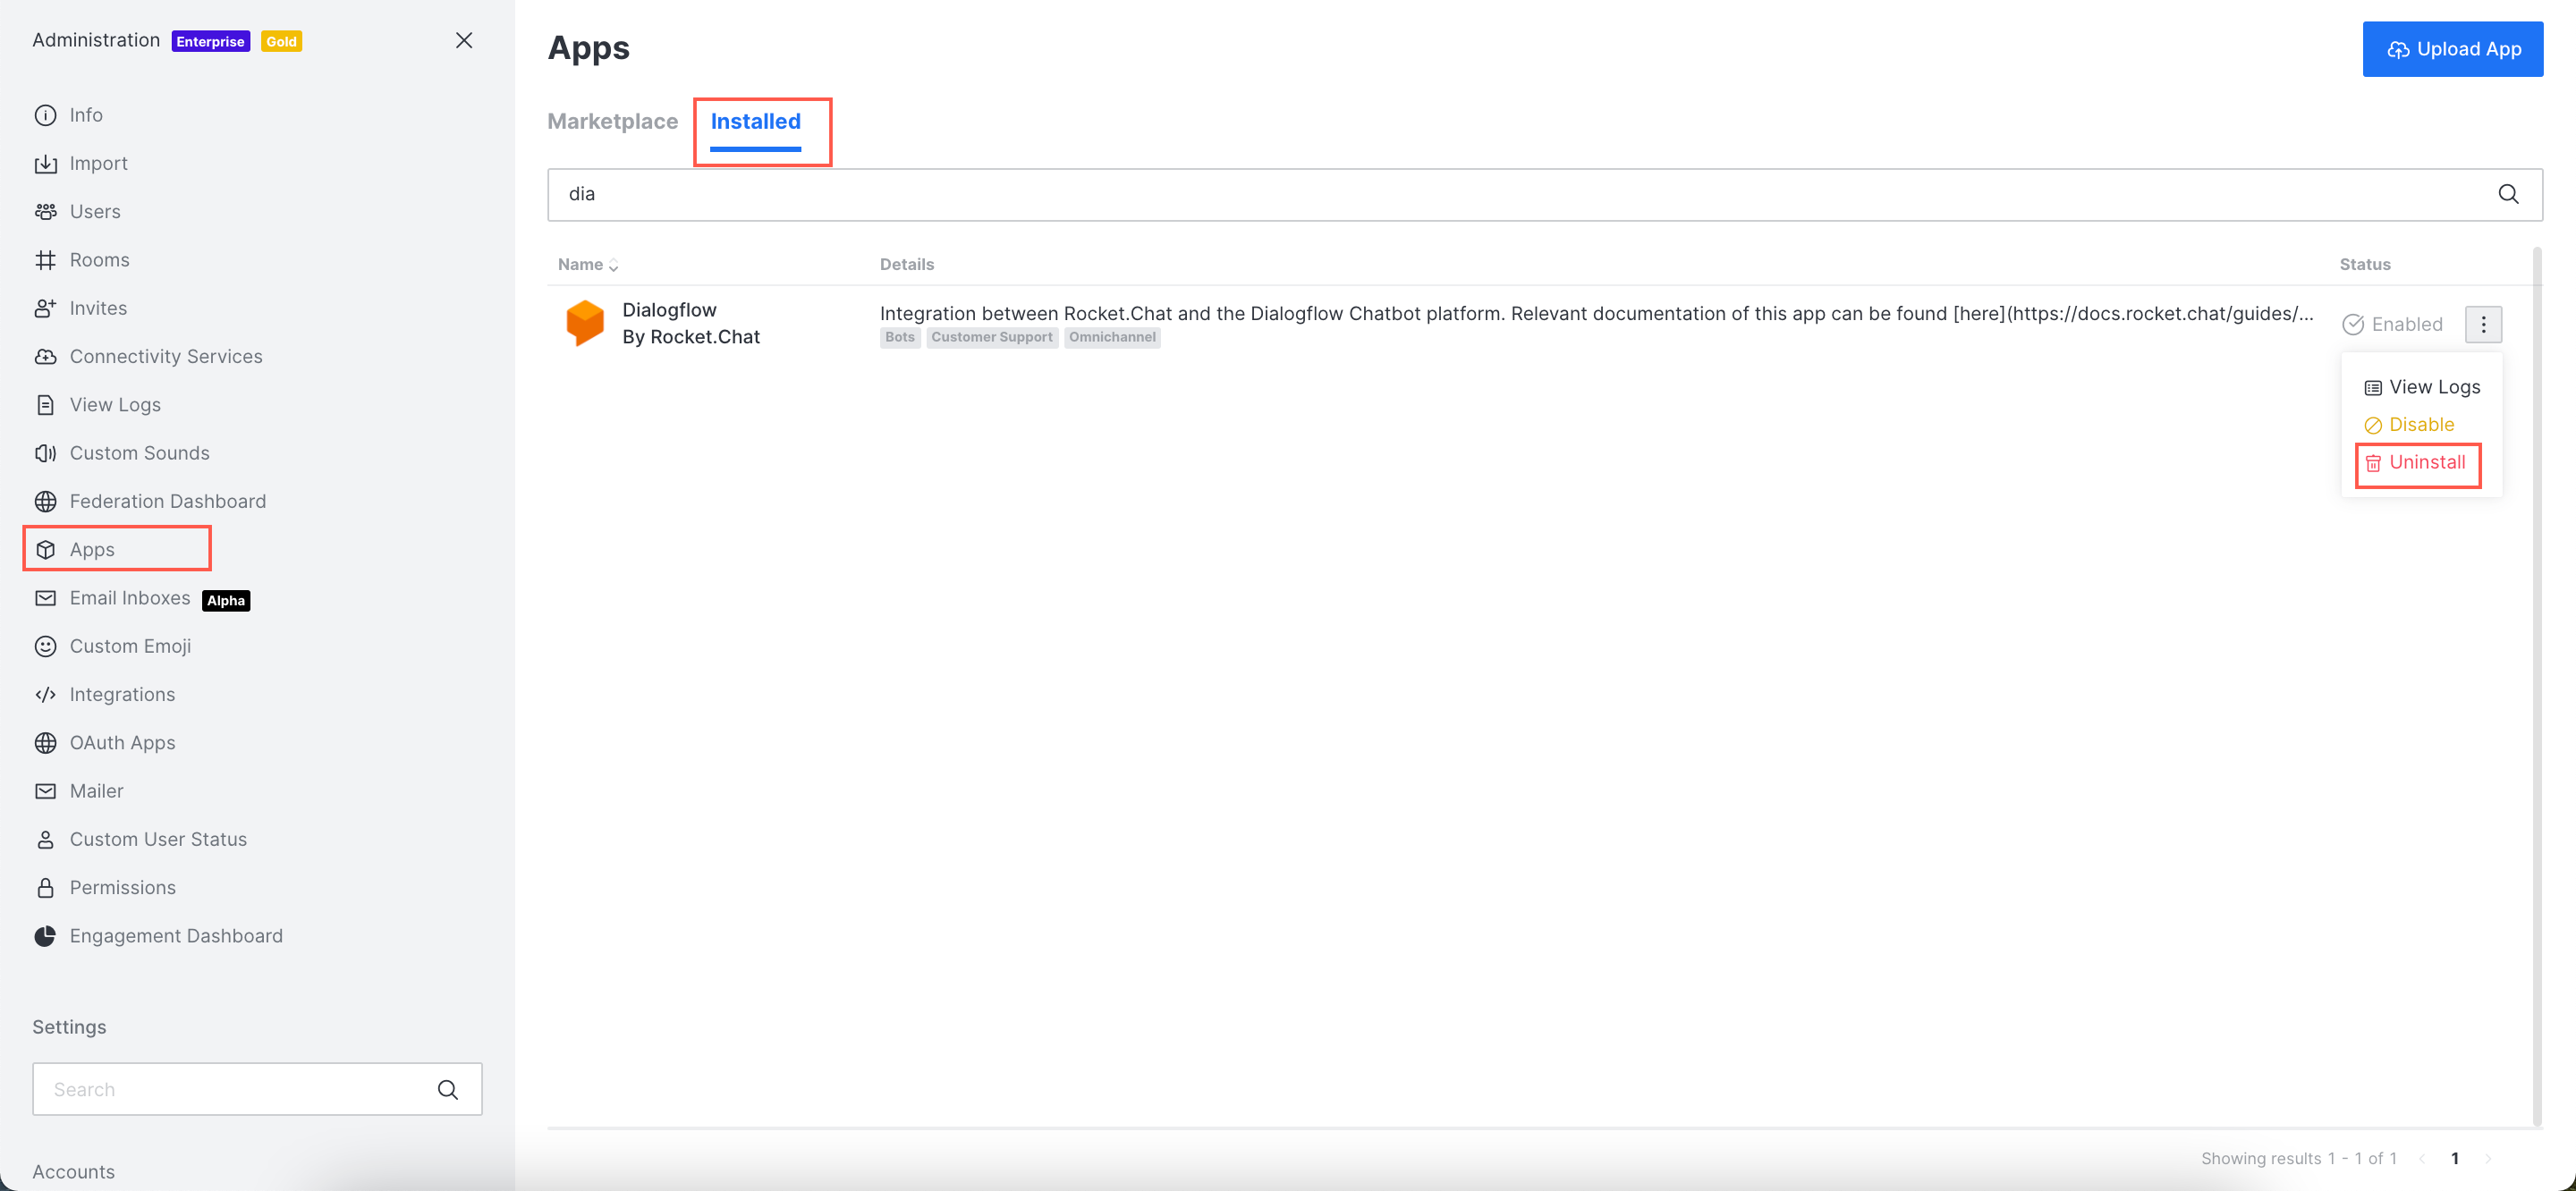 Administration Enterprise Gold
Info
Import
Users
Rooms
Invites
Connectivity Services
View Logs
Custom Sounds
Federation Dashboard
Apps
Email Inboxes Alpha
Custom Emoji
Integrations
OAuth Apps
Mailer
Custom User Status
Permissions
Engagement Dashboard
Settings
Search
Accounts
Apps
Upload App
Marketplace Installed
dia
Name Details Status
Dialogflow
By Rocket.Chat
Integration between Rocket.Chat and the Dialogflow Chatbot platform. Relevant documentation of this app can be found [here](https://docs.rocket.chat/guides/...
Bots Customer Support Omnichannel
Enabled
View Logs
Disable
Uninstall
Showing results 1 - 1 of 1 1